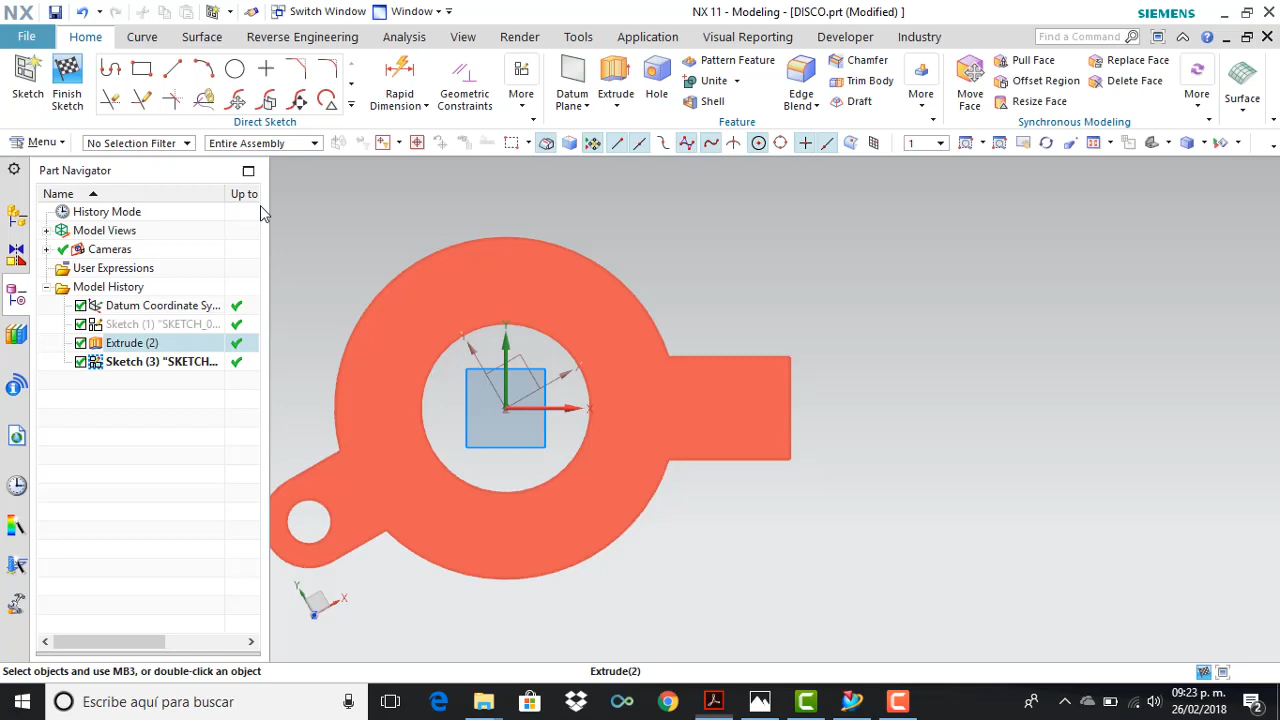 NX
Switch Window
Window
NX 11 - Modeling - [DISCO.prt (Modified) ]
SIEMENS
File Home Curve Surface Reverse Engineering Analysis View Render Tools Application Visual Reporting Developer Industry
Find a Command
Sketch
Finish Sketch
Direct Sketch
Rapid Dimension
Geometric Constraints
More
Datum Plane
Extrude
Hole
Pattern Feature
Unite
Shell
Edge Blend
Chamfer
Trim Body
Draft
More
Feature
Move Face
Pull Face
Offset Region
Resize Face
Replace Face
Delete Face
More
Synchronous Modeling
Surface
Menu
No Selection Filter
Entire Assembly
1
Part Navigator
Name Up to
History Mode
Model Views
Cameras
User Expressions
Model History
Datum Coordinate Sy...
Sketch (1) "SKETCH_0...
Extrude (2)
Sketch (3) "SKETCH...
Y
X
Y
X
Select objects and use MB3, or double-click an object
Extrude(2)
Escribe aquí para buscar
09:23 p. m.
26/02/2018
2